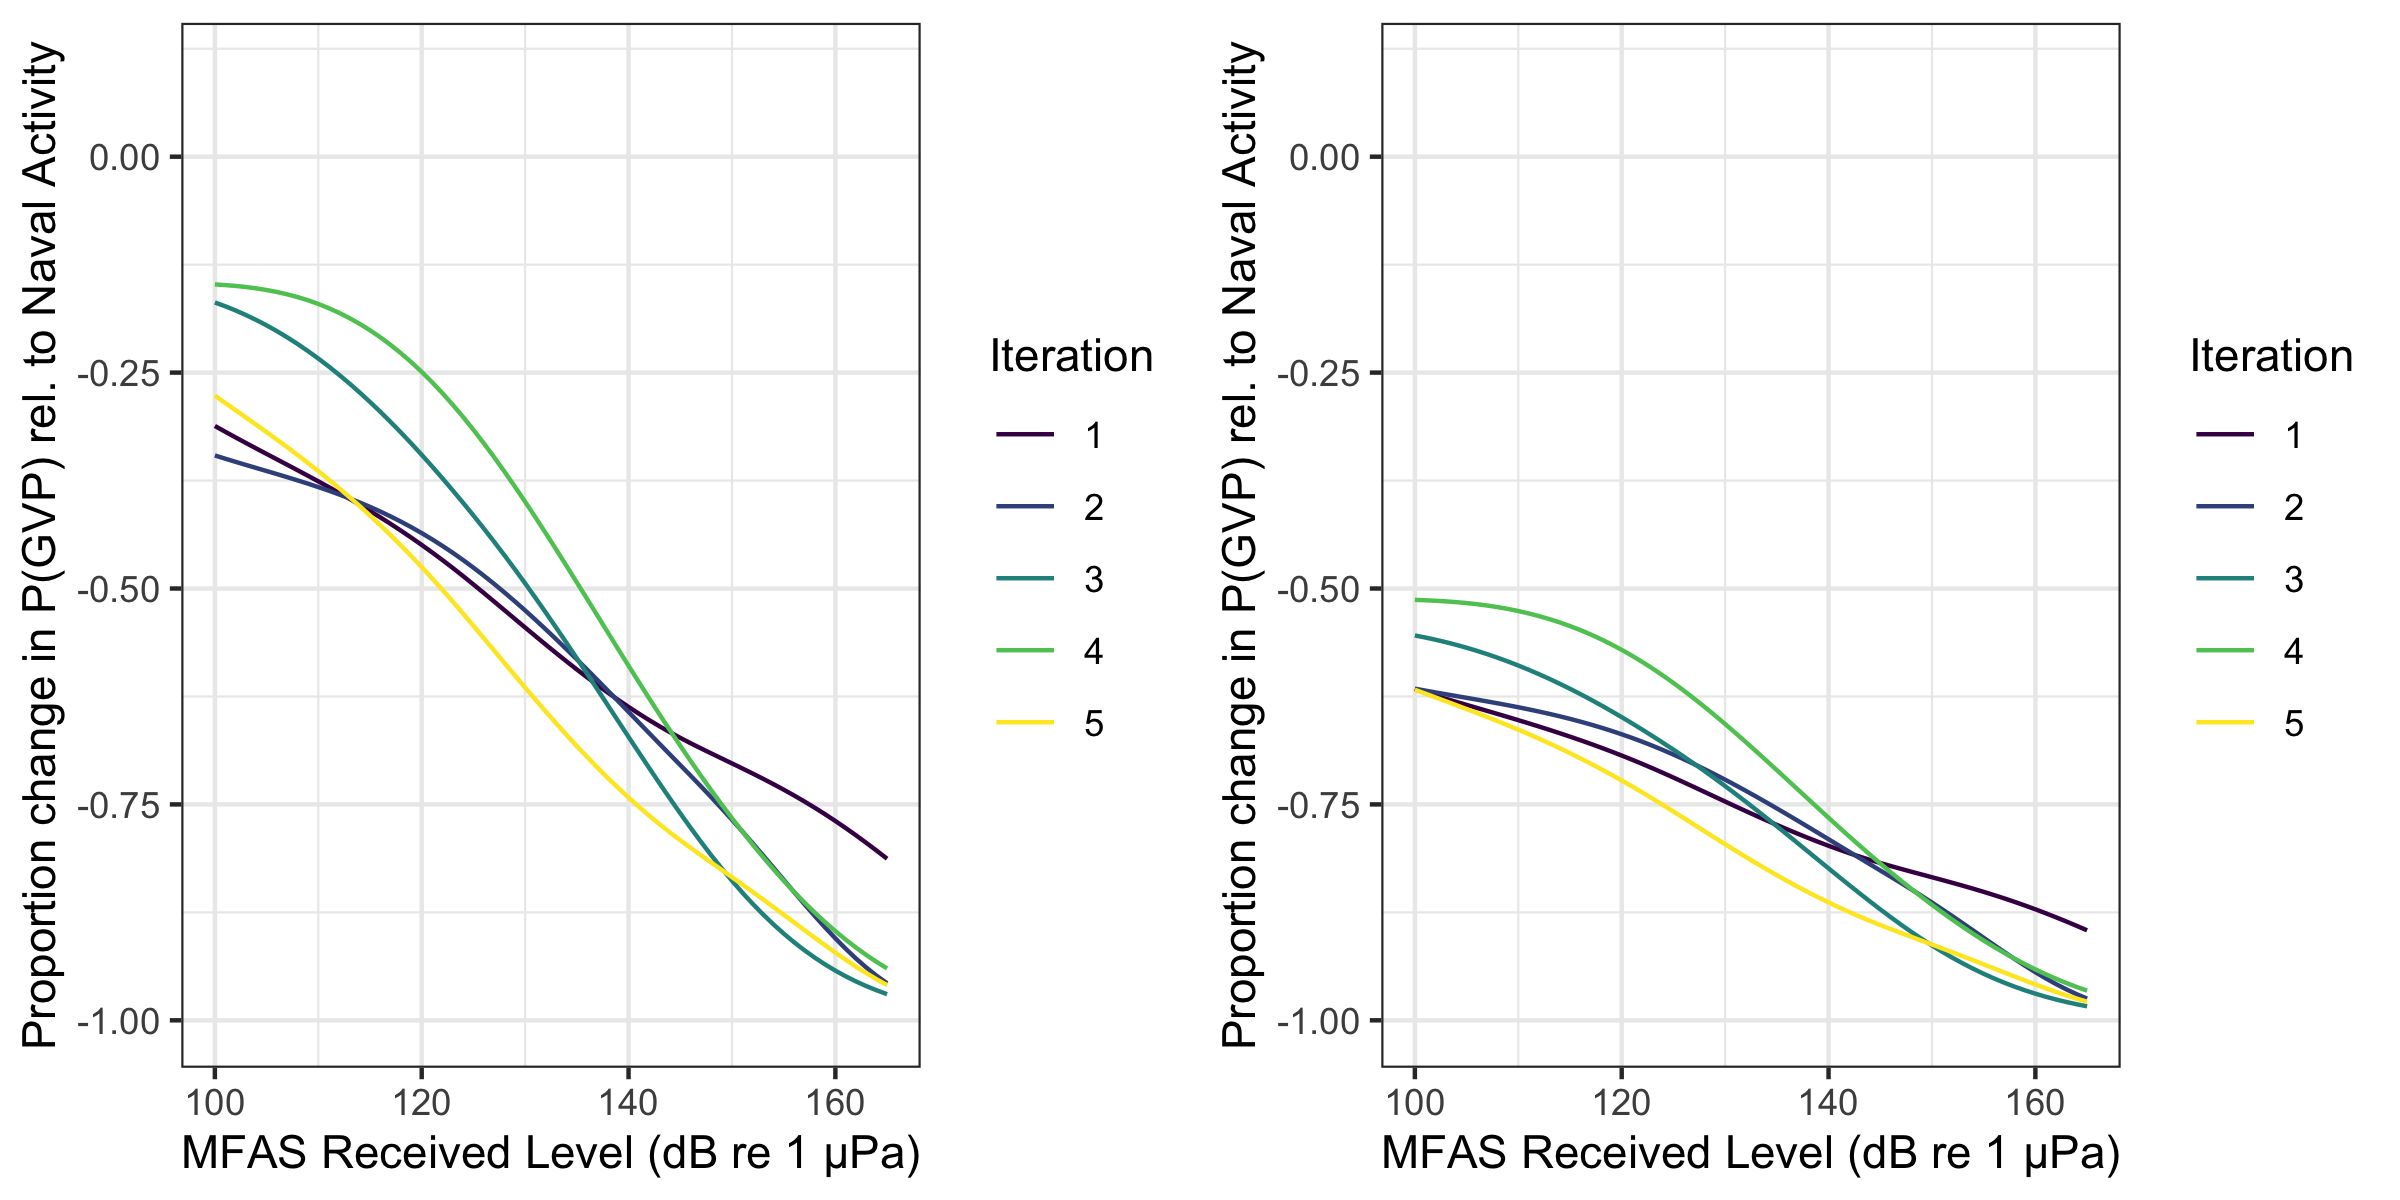 Proportion change in P(GVP) rel. to Naval Activity
0.00
-0.25
-0.50
-0.75
-1.00
100 120 140 160
MFAS Received Level (dB re 1 µPa)
Iteration
1
2
3
4
5
Proportion change in P(GVP) rel. to Naval Activity
0.00
-0.25
-0.50
-0.75
-1.00
100 120 140 160
MFAS Received Level (dB re 1 µPa)
Iteration
1
2
3
4
5